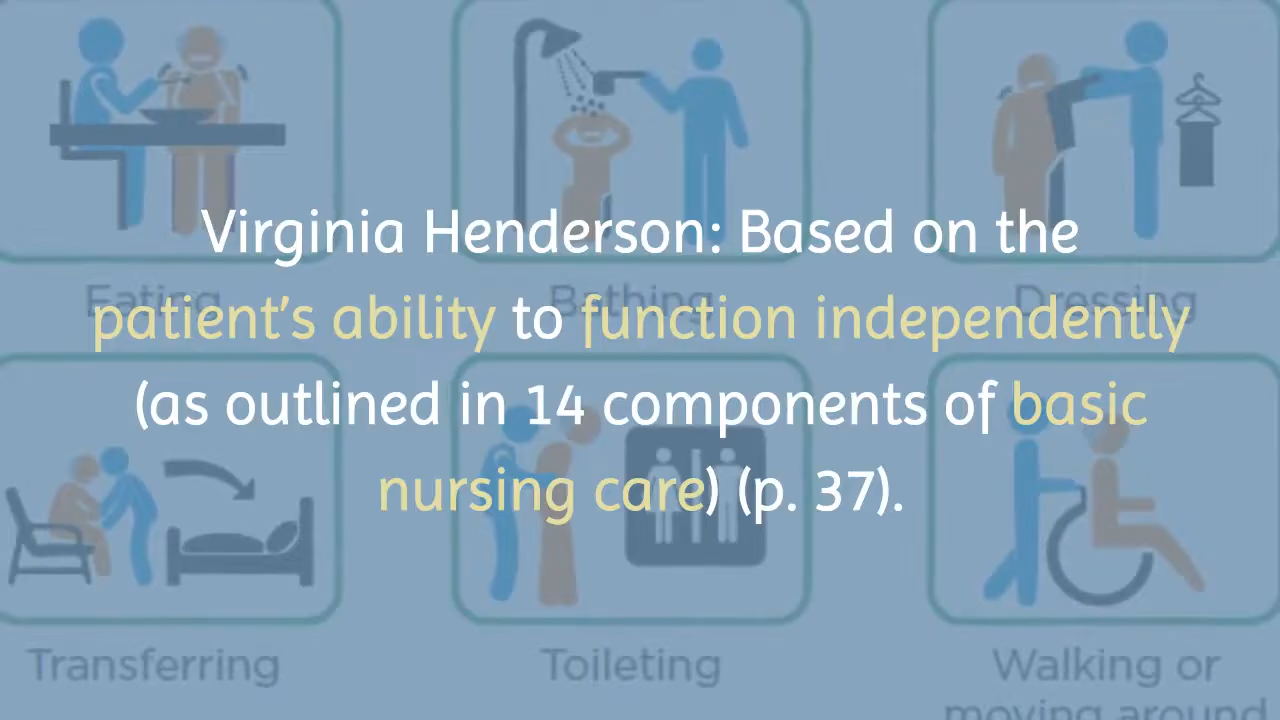 Virginia Henderson: Based on the
Eating Bathing Dressing
patient’s ability to function independently
(as outlined in 14 components of basic
nursing care) (p. 37).
Transferring Toileting Walking or
moving around